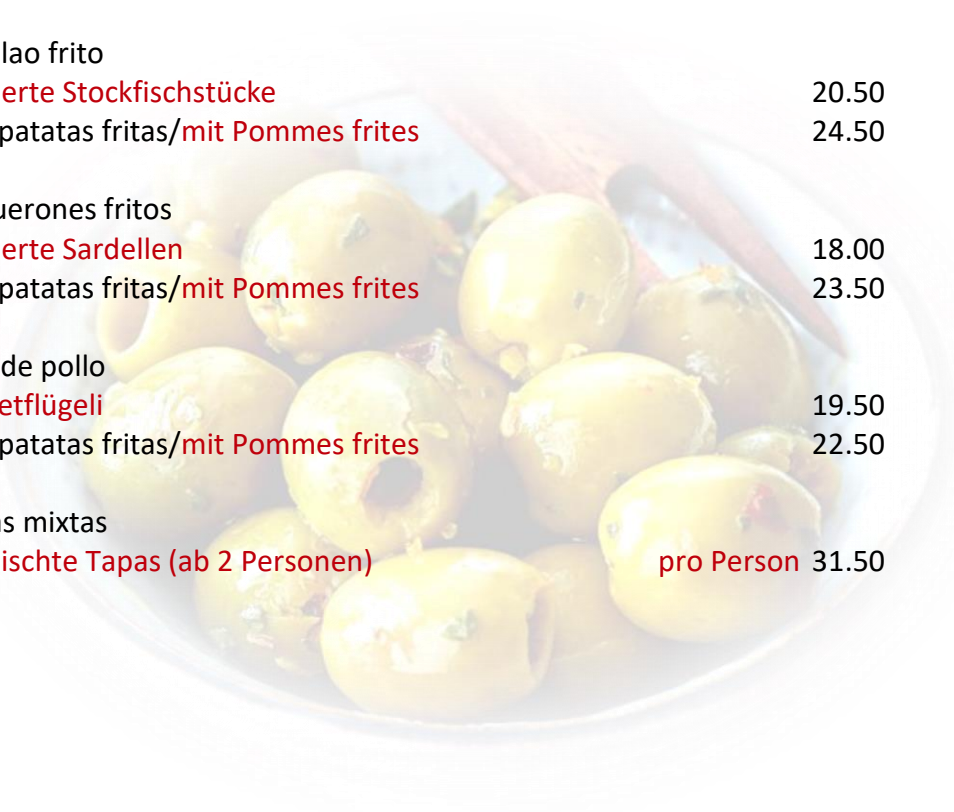 lao frito
erte Stockfischstücke 20.50
patatas fritas/mit Pommes frites 24.50
uerones fritos
erte Sardellen 18.00
patatas fritas/mit Pommes frites 23.50
de pollo
etflügeli 19.50
patatas fritas/mit Pommes frites 22.50
s mixtas
ischte Tapas (ab 2 Personen) pro Person 31.50